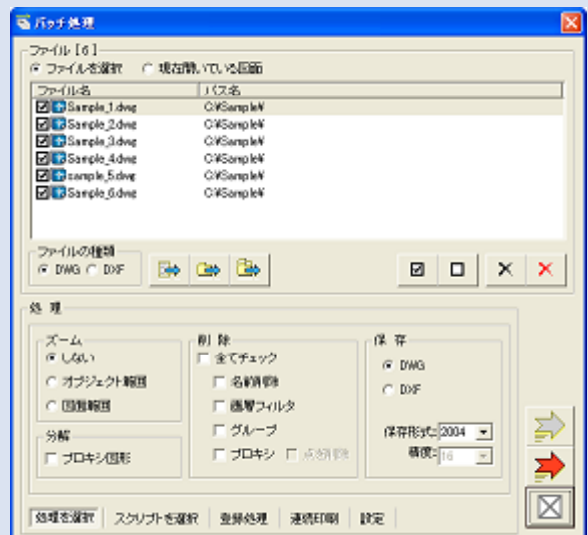 バッチ処理
ファイル [6]
ファイルを選択 現在開いている図面
ファイル名 パス名
Sample_1.dwg C:¥Sample¥
Sample_2.dwg C:¥Sample¥
Sample_3.dwg C:¥Sample¥
Sample_4.dwg C:¥Sample¥
sample_5.dwg C:¥Sample¥
Sample_6.dwg C:¥Sample¥
ファイルの種類
DWG DXF
処 理
ズーム
しない
オブジェクト範囲
図面範囲
分解
プロキシ図形
削 除
全てチェック
名前削除
画層フィルタ
グループ
プロキシ 点を削除
保 存
DWG
DXF
保存形式: 2004
精度: 16
処理を選択 スクリプトを選択 登録処理 連続印刷 設定